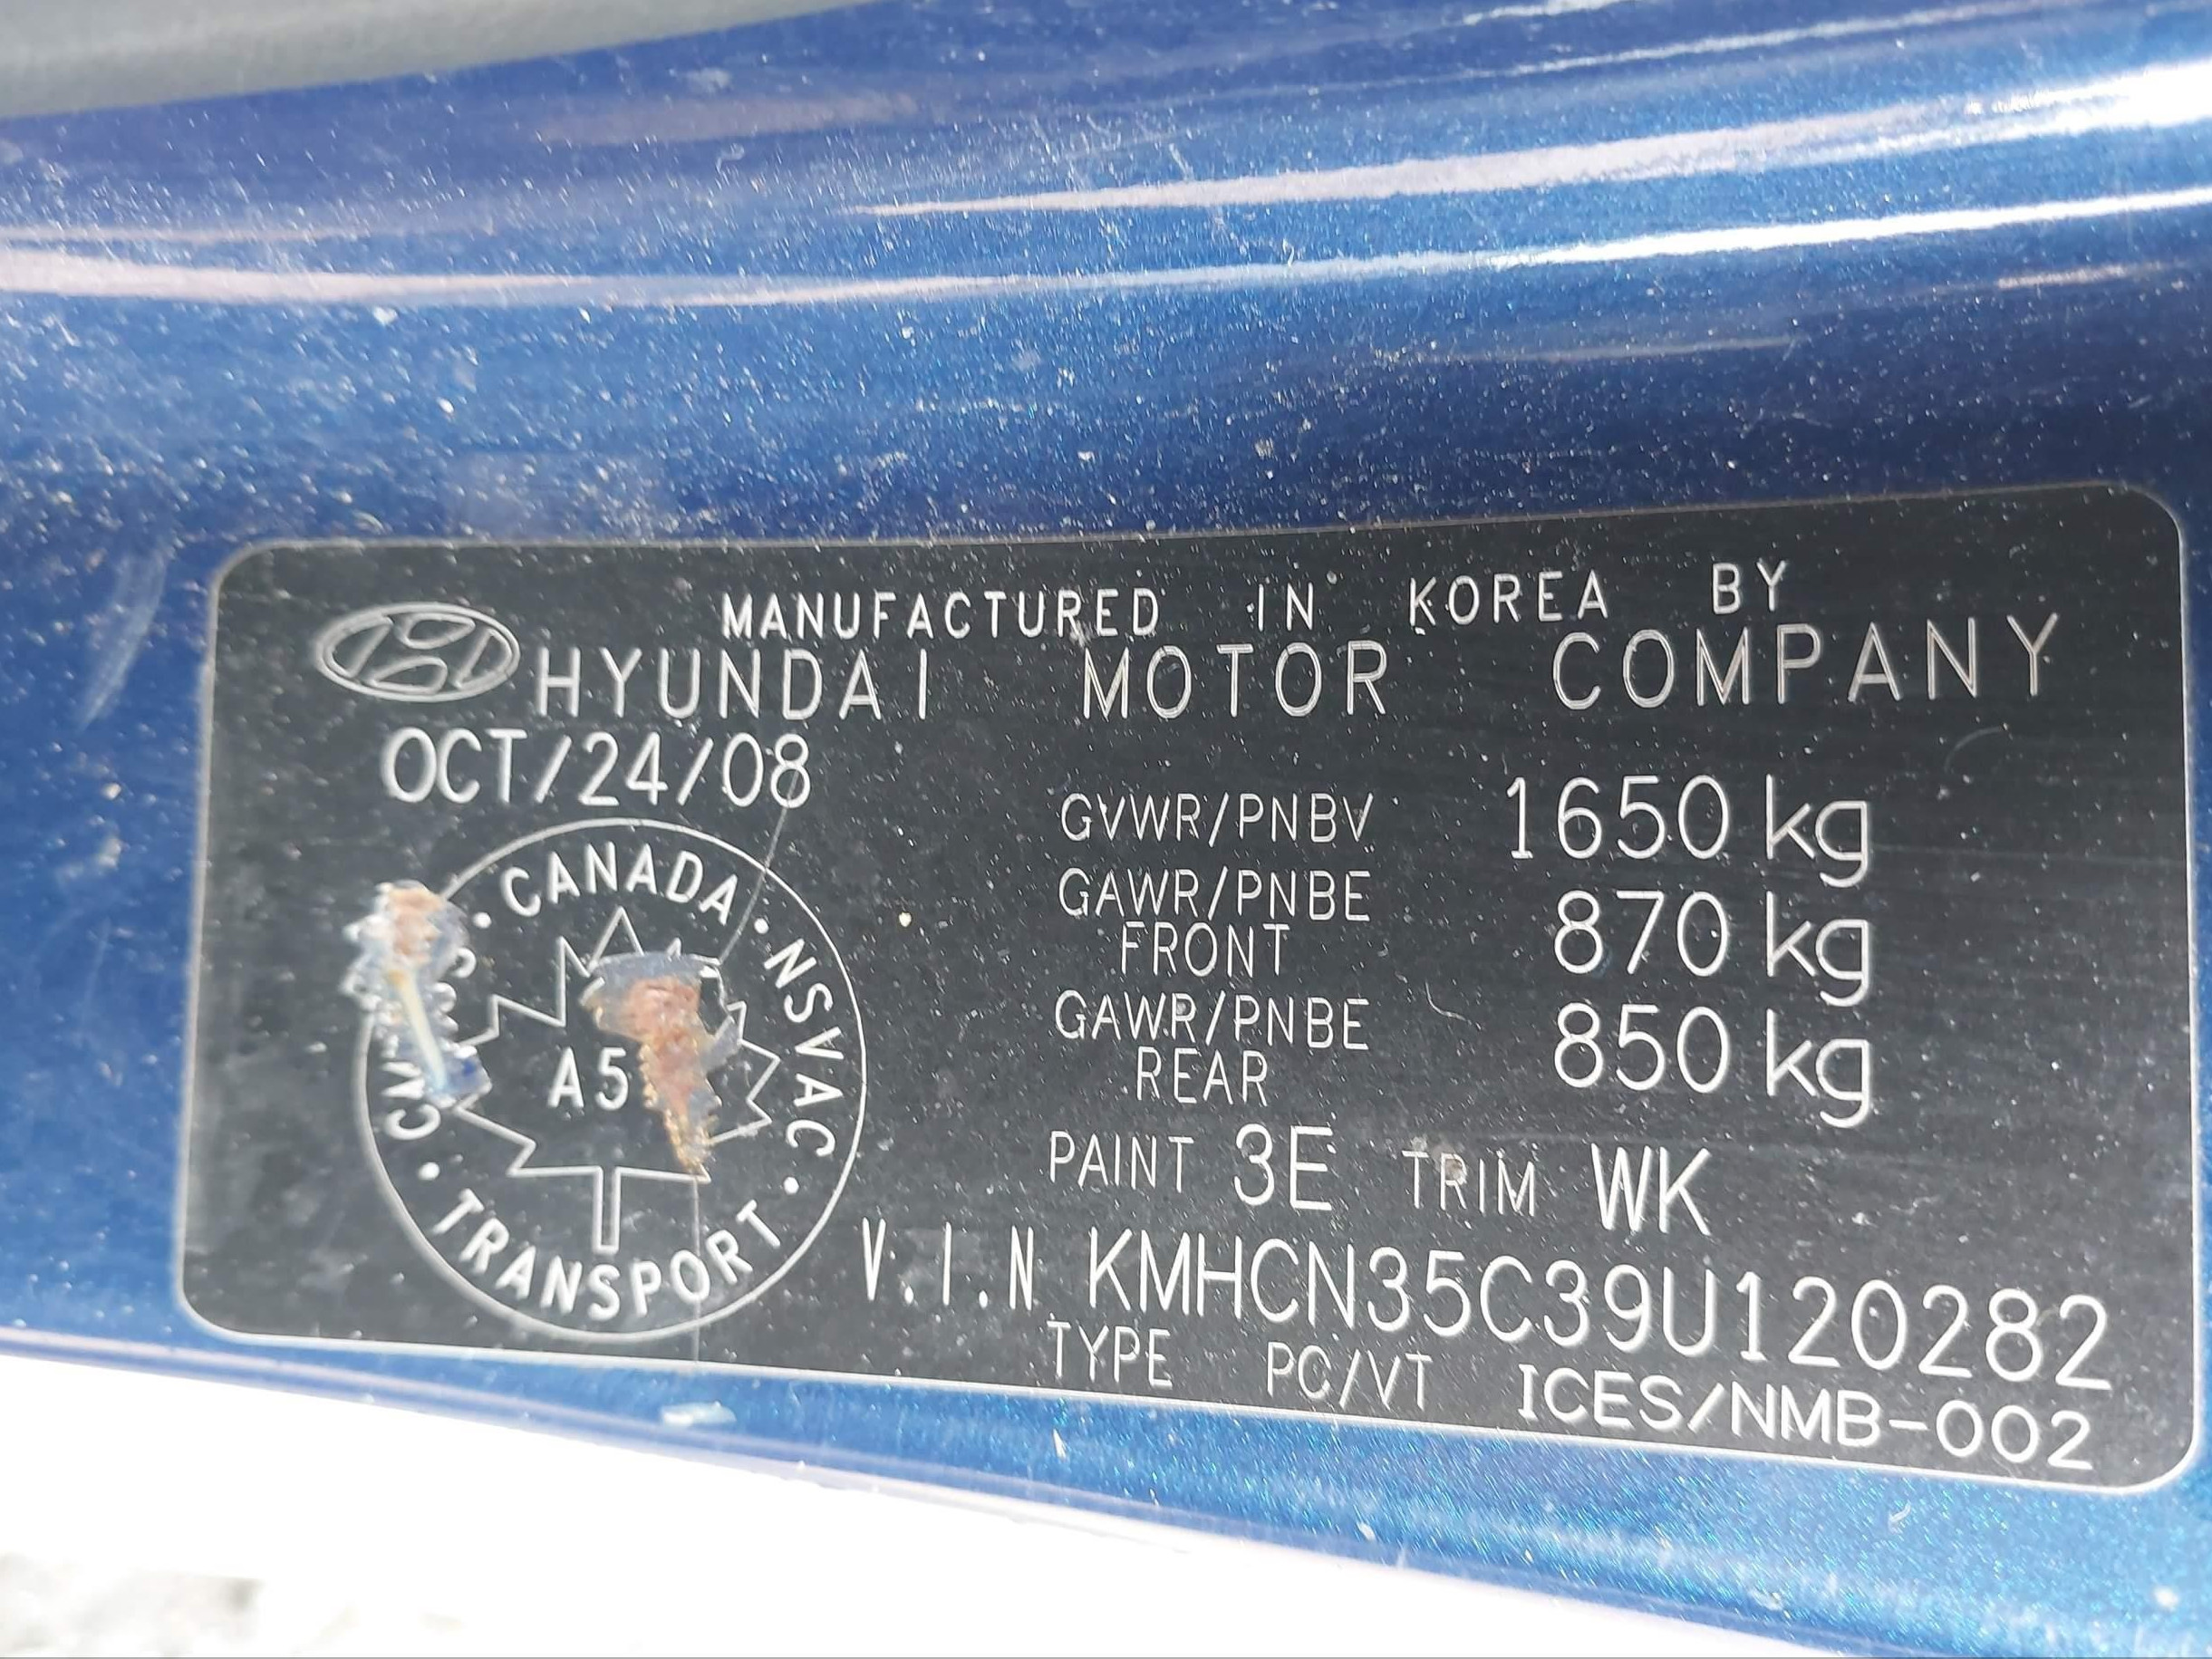 MANUFACTURED IN KOREA BY
HYUNDAI MOTOR COMPANY
OCT/24/08
GVWR/PNBV 1650 kg
GAWR/PNBE FRONT 870 kg
GAWR/PNBE REAR 850 kg
CANADA · NSVAC · TRANSPORT ·
A5
PAINT 3E TRIM WK
V.I.N KMHCN35C39U120282
TYPE PC/VT ICES/NMB-002